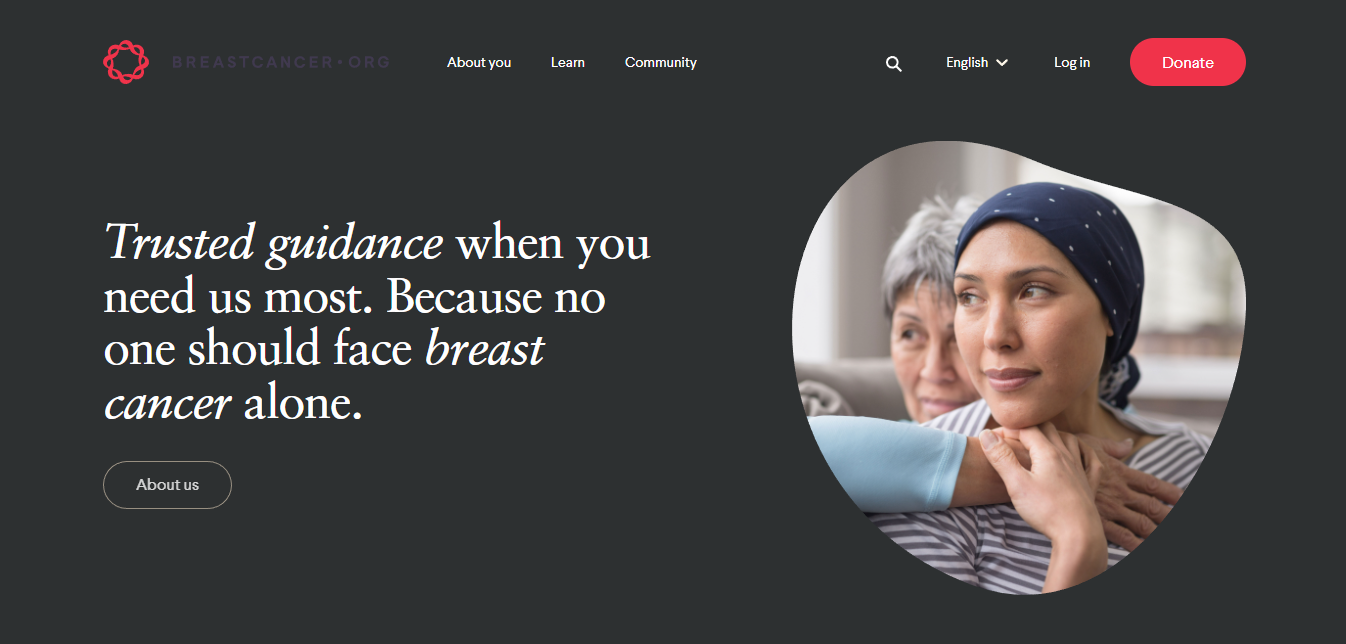 BREASTCANCER•ORG
About you
Learn
Community
English
Log in
Donate
Trusted guidance when you
need us most. Because no
one should face breast
cancer alone.
About us